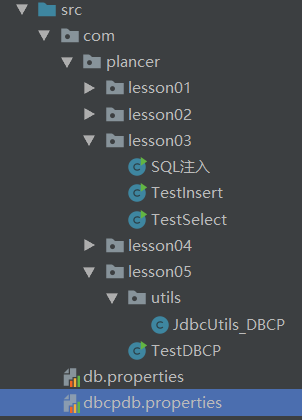 src
com
plancer
lesson01
lesson02
lesson03
SQL注入
TestInsert
TestSelect
lesson04
lesson05
utils
JdbcUtils_DBCP
TestDBCP
db.properties
dbcpdb.properties